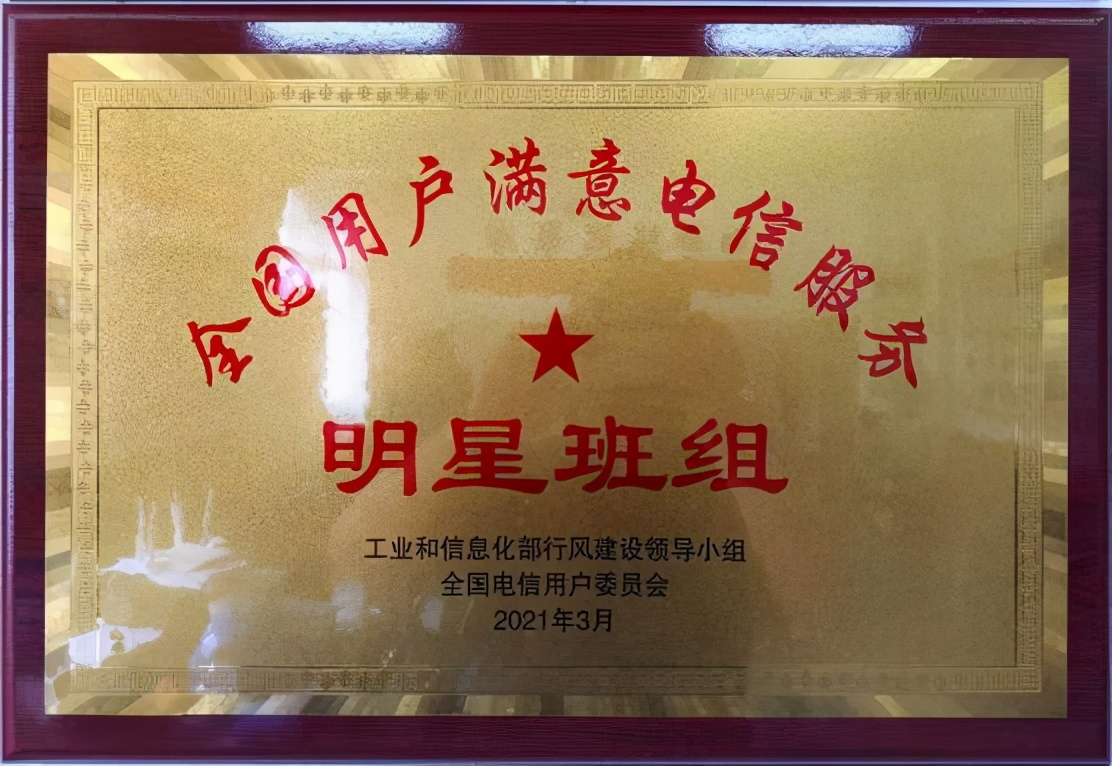 全国用户满意电信服务
明星班组
工业和信息化部行风建设领导小组
全国电信用户委员会
2021年3月